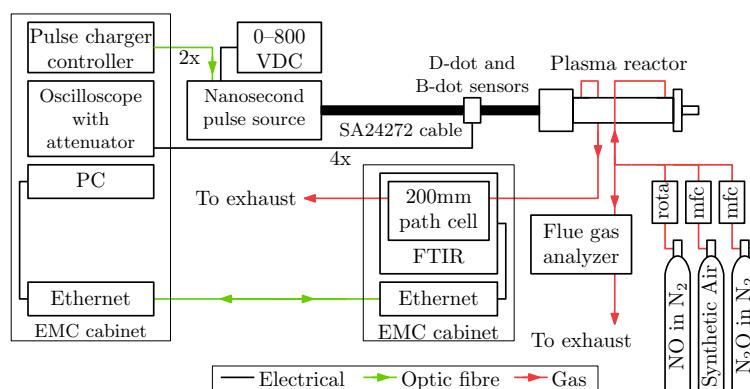 Pulse charger
controller
2x
0–800
VDC
Oscilloscope
with
attenuator
Nanosecond
pulse source
D-dot and
B-dot sensors
SA24272 cable
4x
Plasma reactor
PC
Ethernet
EMC cabinet
To exhaust
200mm
path cell
FTIR
Ethernet
EMC cabinet
Flue gas
analyzer
To exhaust
rota
mfc
mfc
NO in N2
Synthetic Air
N2O in N2
Electrical
Optic fibre
Gas